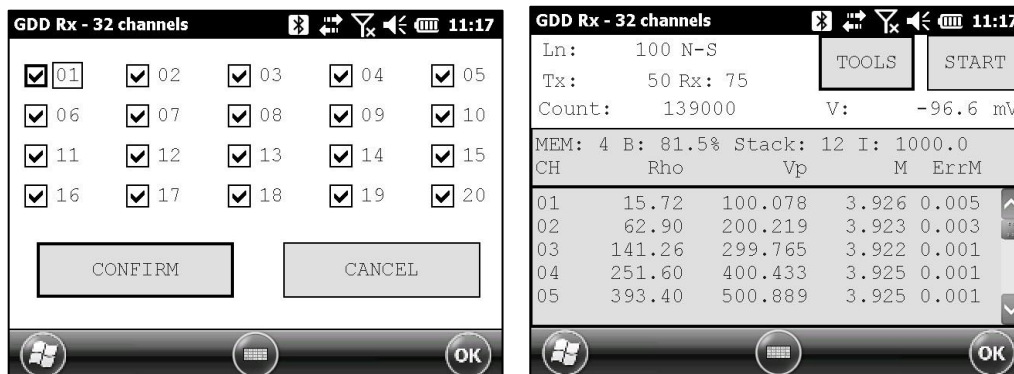 GDD Rx - 32 channels 11:17
01 02 03 04 05
06 07 08 09 10
11 12 13 14 15
16 17 18 19 20
CONFIRM CANCEL
OK
GDD Rx - 32 channels 11:17
Ln: 100 N-S
TOOLS START
Tx: 50 Rx: 75
Count: 139000 V: -96.6 mV
MEM: 4 B: 81.5% Stack: 12 I: 1000.0
CH Rho Vp M ErrM
01 15.72 100.078 3.926 0.005
02 62.90 200.219 3.923 0.003
03 141.26 299.765 3.922 0.001
04 251.60 400.433 3.925 0.001
05 393.40 500.889 3.925 0.001
OK